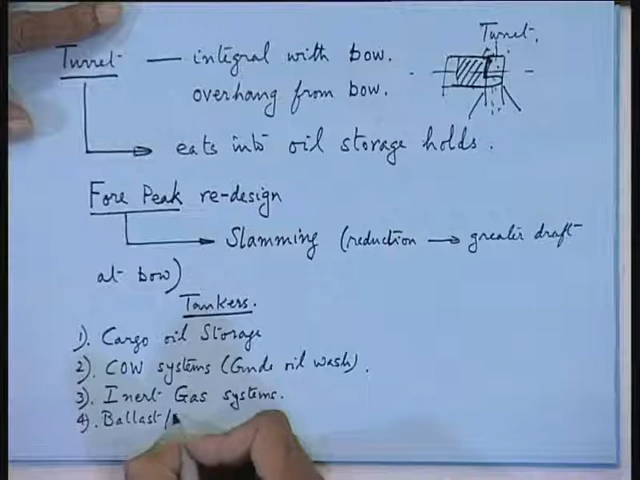 Turret.
Turret — integral with bow.
overhang from bow.
eats into oil storage holds.
Fore Peak re-design
Slamming (reduction → greater draft
at bow)
Tankers.
1). Cargo oil Storage
2). COW systems (Crude oil wash).
3). Inert Gas systems.
4). Ballast/